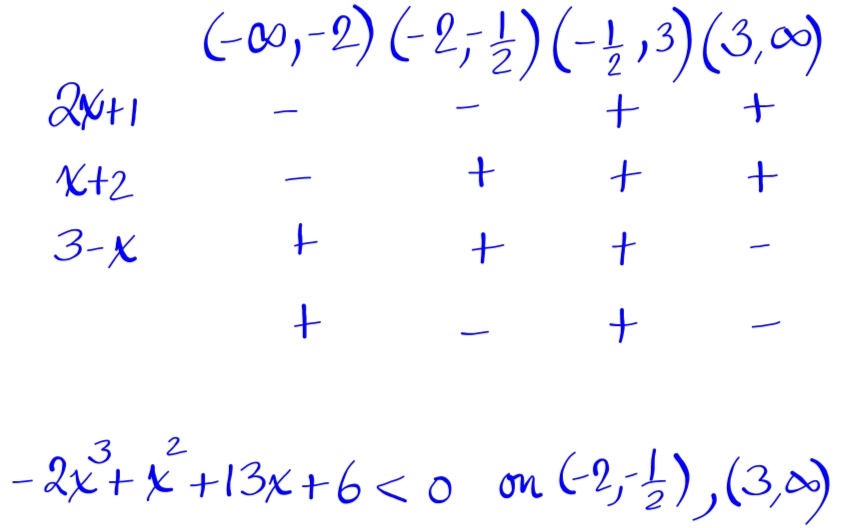 (-∞,-2) (-2,-½) (-½,3) (3,∞)
2x+1 - - + +
x+2 - + + +
3-x + + + -
+ - + -
-2x³+x²+13x+6<0 on (-2,-½),(3,∞)